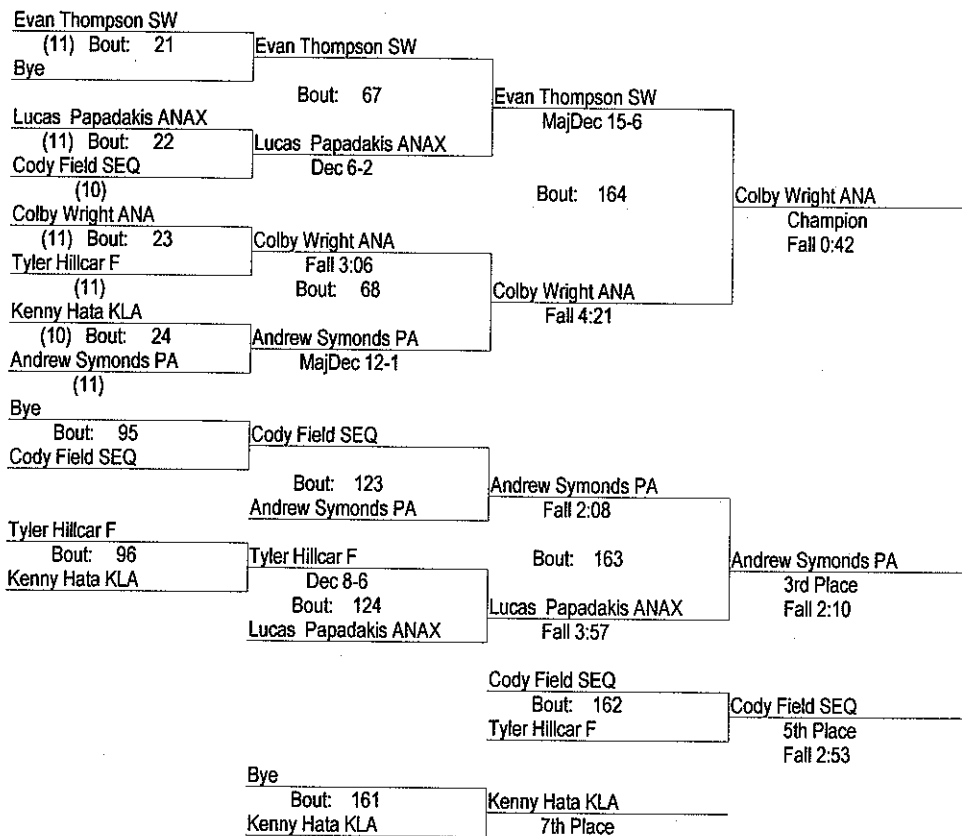 Evan Thompson SW
(11) Bout: 21
Bye
Evan Thompson SW
Bout: 67
Lucas Papadakis ANAX
(11) Bout: 22
Cody Field SEQ
(10)
Lucas Papadakis ANAX
Dec 6-2
Evan Thompson SW
MajDec 15-6
Bout: 164
Colby Wright ANA
(11) Bout: 23
Tyler Hillcar F
(11)
Colby Wright ANA
Fall 3:06
Bout: 68
Kenny Hata KLA
(10) Bout: 24
Andrew Symonds PA
(11)
Andrew Symonds PA
MajDec 12-1
Colby Wright ANA
Fall 4:21
Colby Wright ANA
Champion
Fall 0:42
Bye
Bout: 95
Cody Field SEQ
Cody Field SEQ
Bout: 123
Andrew Symonds PA
Andrew Symonds PA
Fall 2:08
Bout: 163
Tyler Hillcar F
Bout: 96
Kenny Hata KLA
Tyler Hillcar F
Dec 8-6
Bout: 124
Lucas Papadakis ANAX
Lucas Papadakis ANAX
Fall 3:57
Andrew Symonds PA
3rd Place
Fall 2:10
Cody Field SEQ
Bout: 162
Tyler Hillcar F
Cody Field SEQ
5th Place
Fall 2:53
Bye
Bout: 161
Kenny Hata KLA
Kenny Hata KLA
7th Place